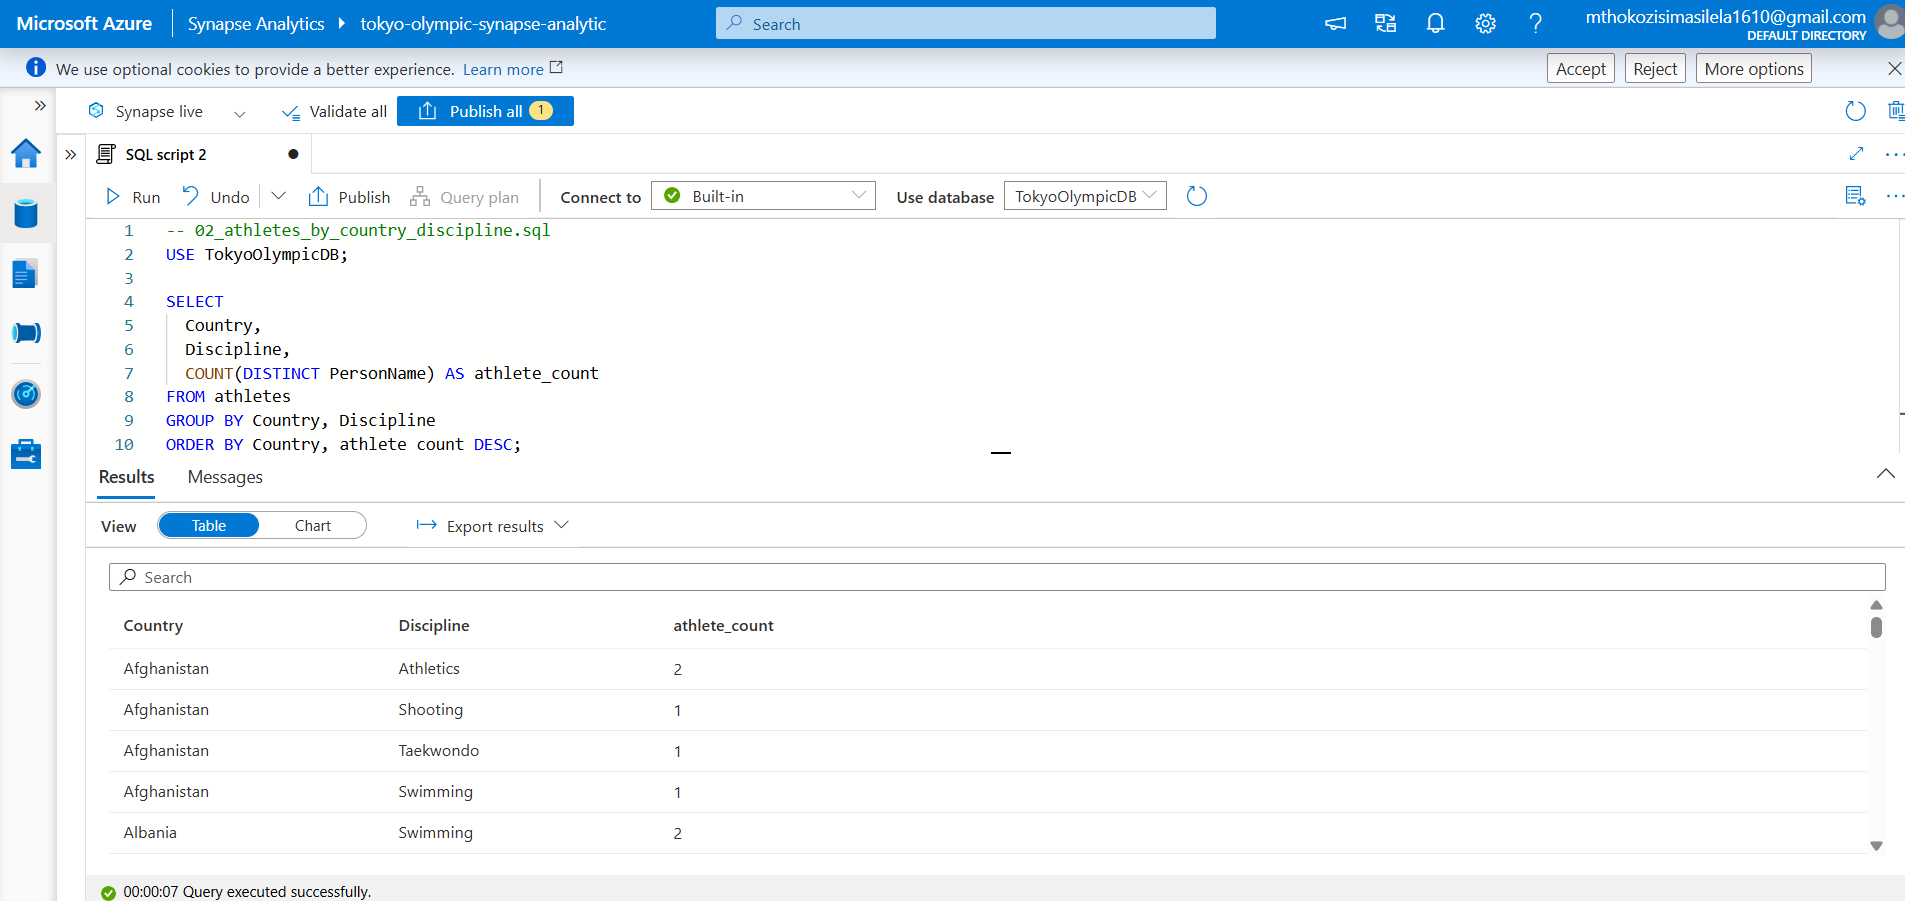 Microsoft Azure
Synapse Analytics
tokyo-olympic-synapse-analytic
Search
mthokozisimasilela1610@gmail.com
DEFAULT DIRECTORY
We use optional cookies to provide a better experience. Learn more
Accept
Reject
More options
Synapse live
Validate all
Publish all 1
SQL script 2
Run
Undo
Publish
Query plan
Connect to
Built-in
Use database
TokyoOlympicDB
1 -- 02_athletes_by_country_discipline.sql
2 USE TokyoOlympicDB;
3
4 SELECT
5 Country,
6 Discipline,
7 COUNT(DISTINCT PersonName) AS athlete_count
8 FROM athletes
9 GROUP BY Country, Discipline
10 ORDER BY Country, athlete count DESC;
Results
Messages
View
Table
Chart
Export results
Search
Country Discipline athlete_count
Afghanistan Athletics 2
Afghanistan Shooting 1
Afghanistan Taekwondo 1
Afghanistan Swimming 1
Albania Swimming 2
00:00:07 Query executed successfully.